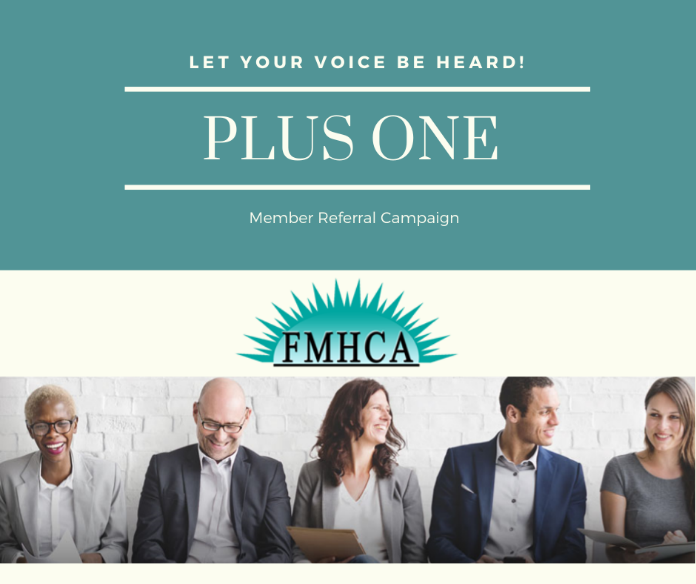 LET YOUR VOICE BE HEARD!
PLUS ONE
Member Referral Campaign
FMHCA